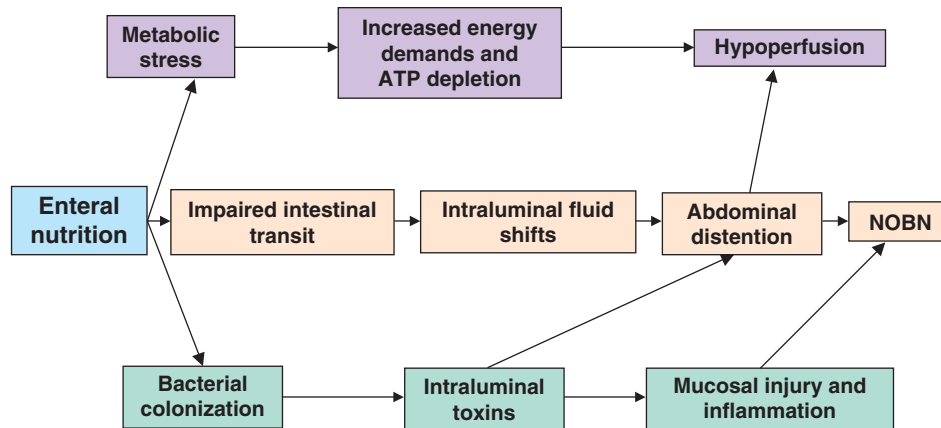 Metabolic
stress
Increased energy
demands and
ATP depletion
Hypoperfusion
Enteral
nutrition
Impaired intestinal
transit
Intraluminal fluid
shifts
Abdominal
distention
NOBN
Bacterial
colonization
Intraluminal
toxins
Mucosal injury and
inflammation